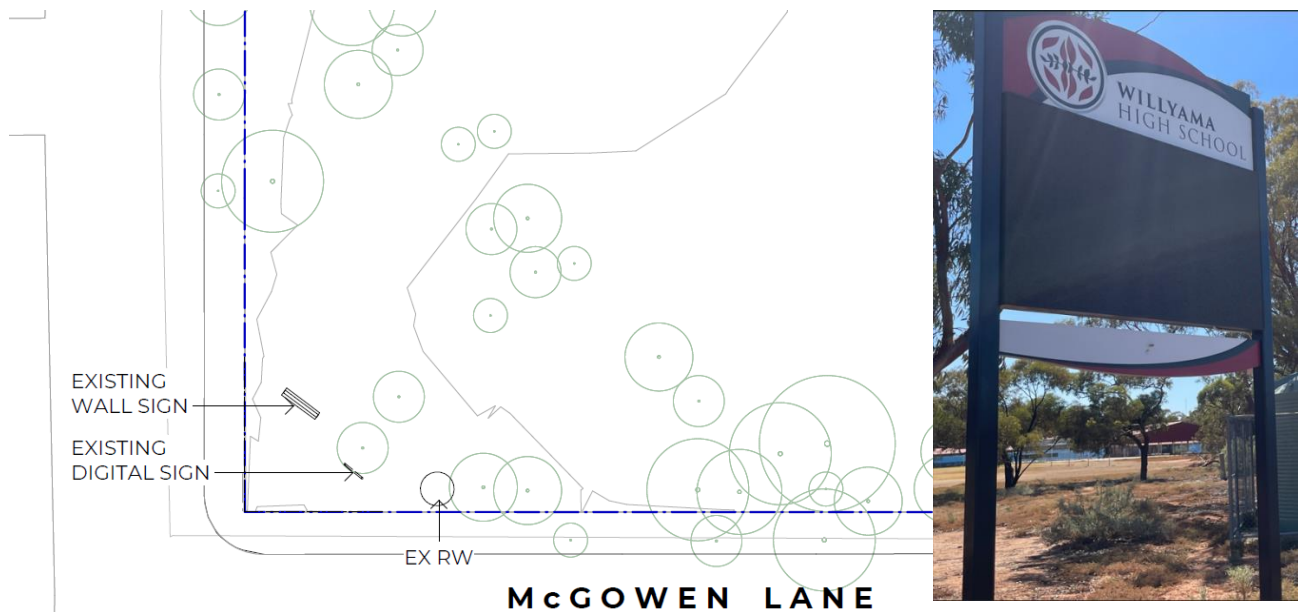 EXISTING
WALL SIGN
EXISTING
DIGITAL SIGN
EX RW
McGOWEN LANE
WILLYAMA
HIGH SCHOOL